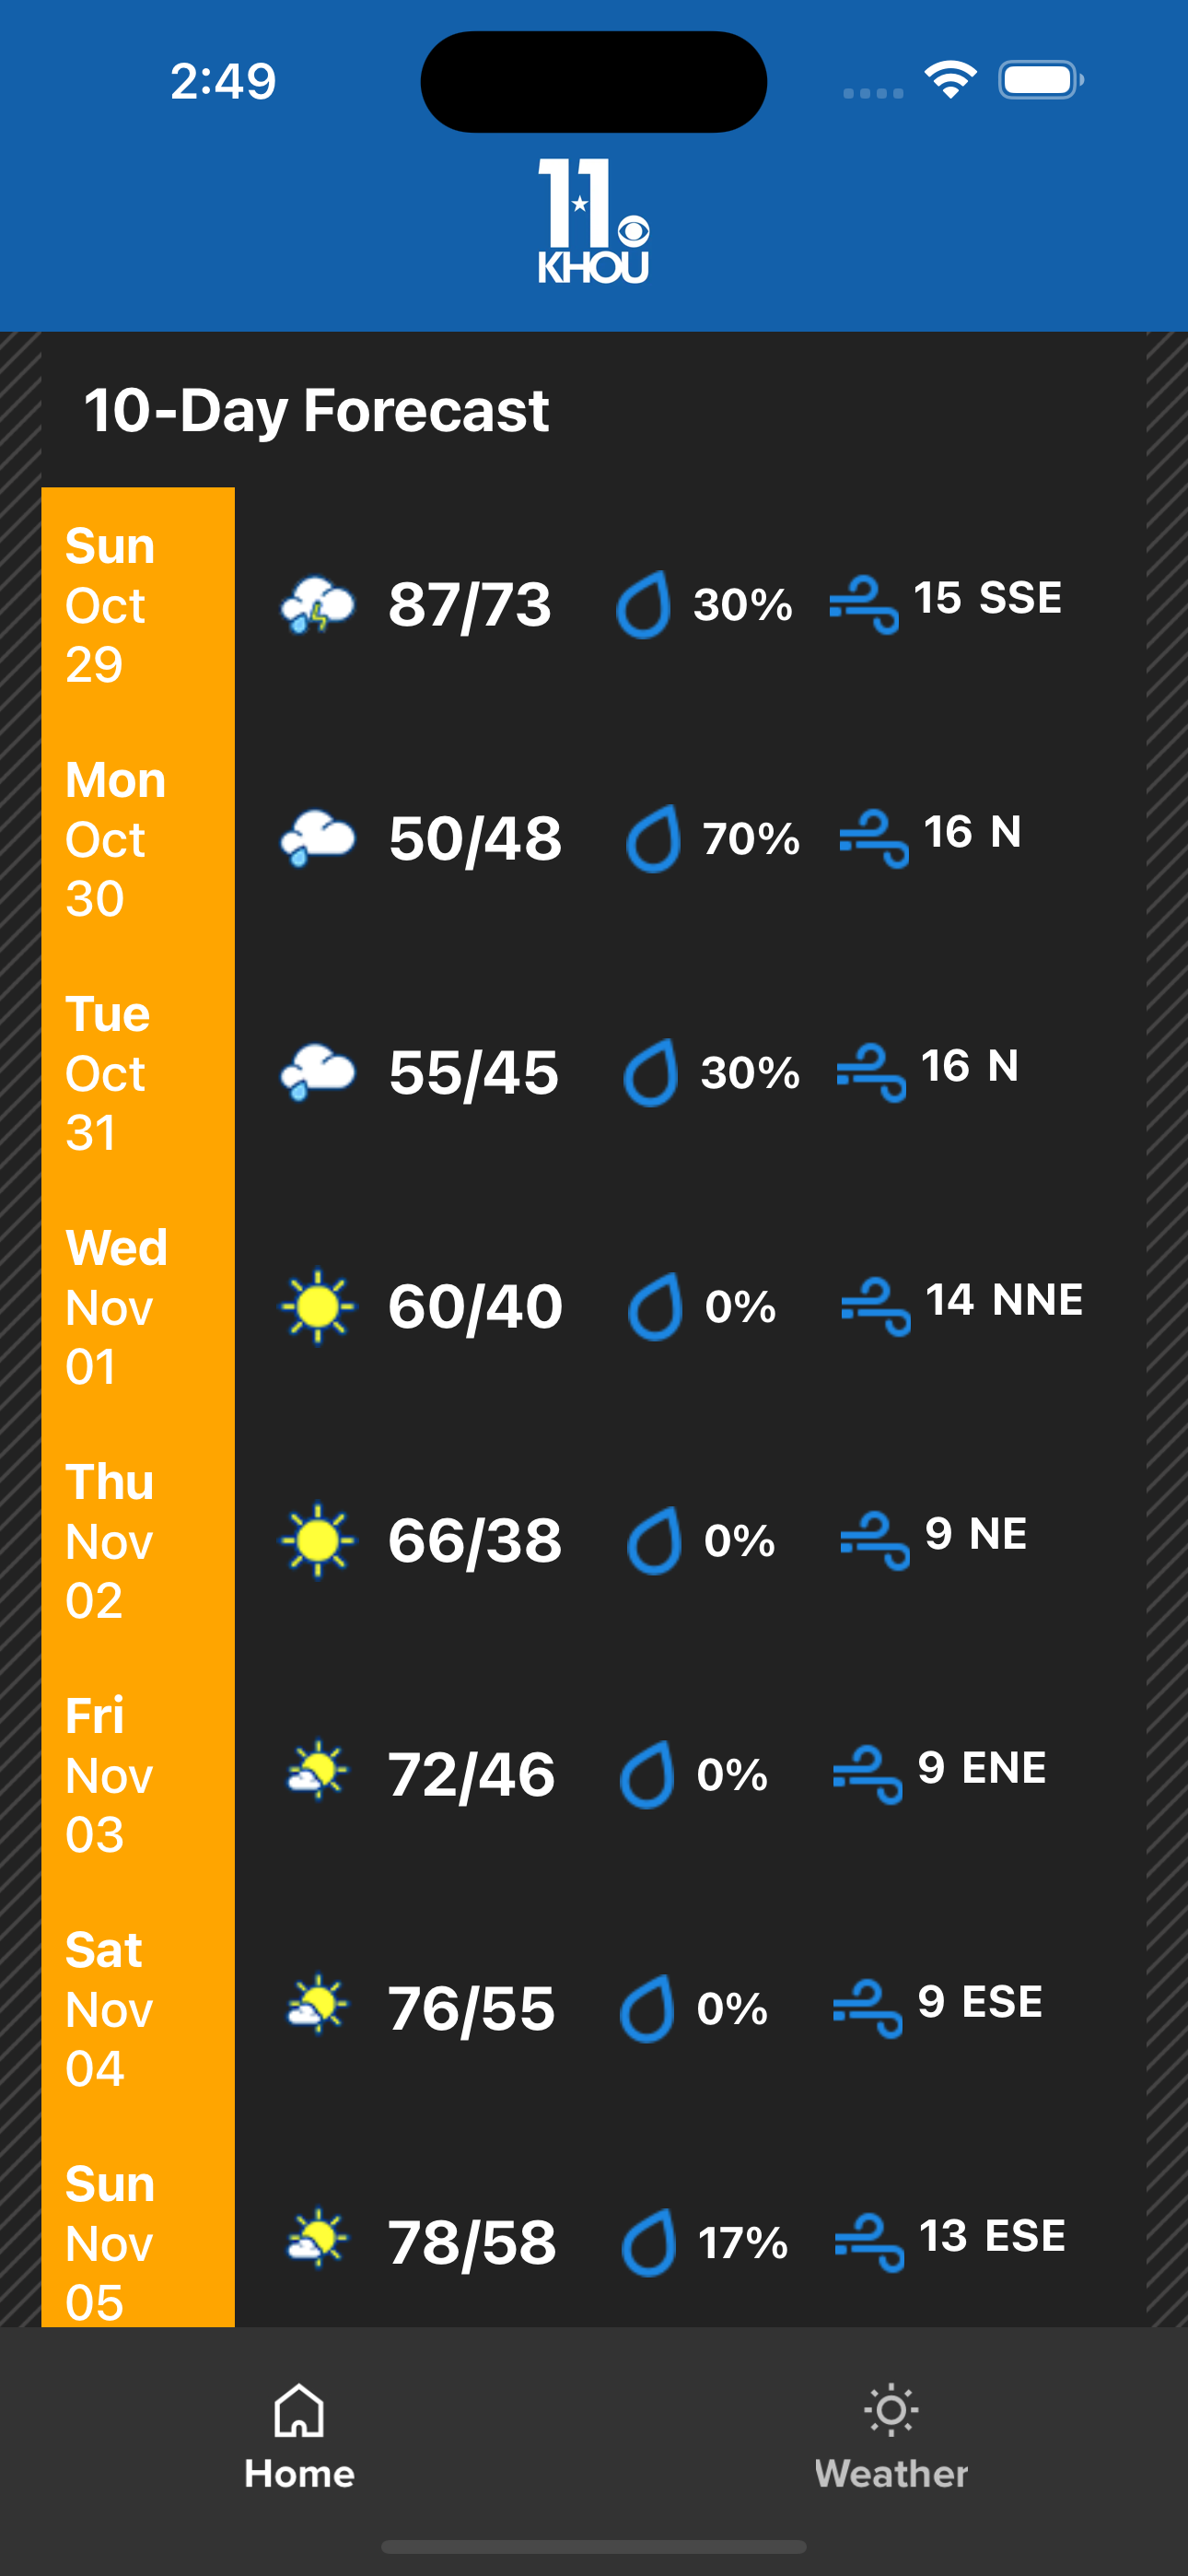 2:49
11
KHOU
10-Day Forecast
Sun
Oct
29
87/73
30%
15 SSE
Mon
Oct
30
50/48
70%
16 N
Tue
Oct
31
55/45
30%
16 N
Wed
Nov
01
60/40
0%
14 NNE
Thu
Nov
02
66/38
0%
9 NE
Fri
Nov
03
72/46
0%
9 ENE
Sat
Nov
04
76/55
0%
9 ESE
Sun
Nov
05
78/58
17%
13 ESE
Home
Weather